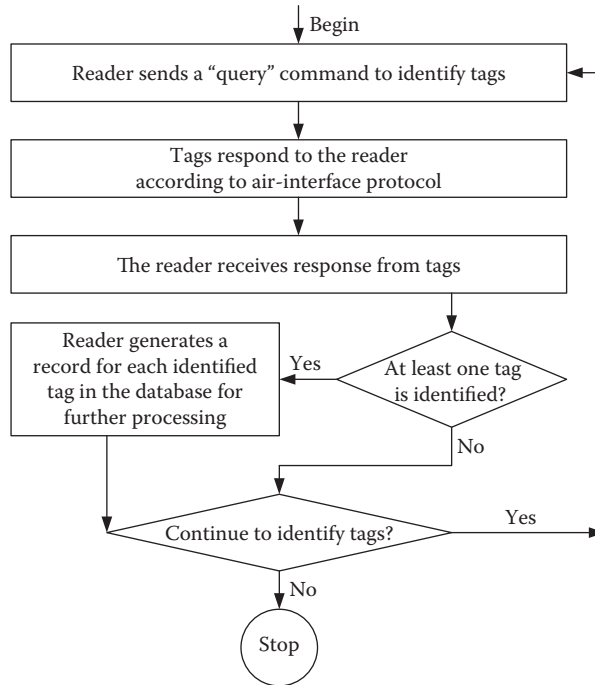 Begin
Reader sends a “query” command to identify tags
Tags respond to the reader
according to air-interface protocol
The reader receives response from tags
Reader generates a
record for each identified
tag in the database for
further processing
Yes
At least one tag
is identified?
No
Continue to identify tags?
Yes
No
Stop